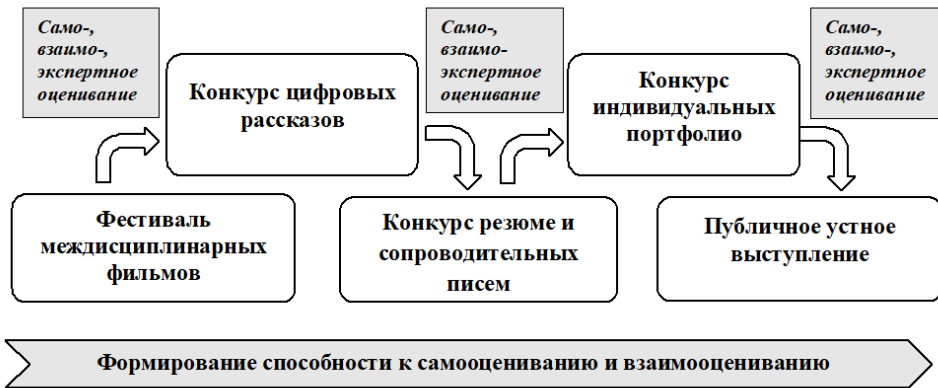 Само-,
взаимо-,
экспертное
оценивание
Конкурс цифровых
рассказов
Само-,
взаимо-
экспертное
оценивание
Конкурс
индивидуальных
портфолио
Само-,
взаимо-,
экспертное
оценивание
Фестиваль
междисциплинарных
фильмов
Конкурс резюме и
сопроводительных
писем
Публичное устное
выступление
Формирование способности к самооцениванию и взаимооцениванию